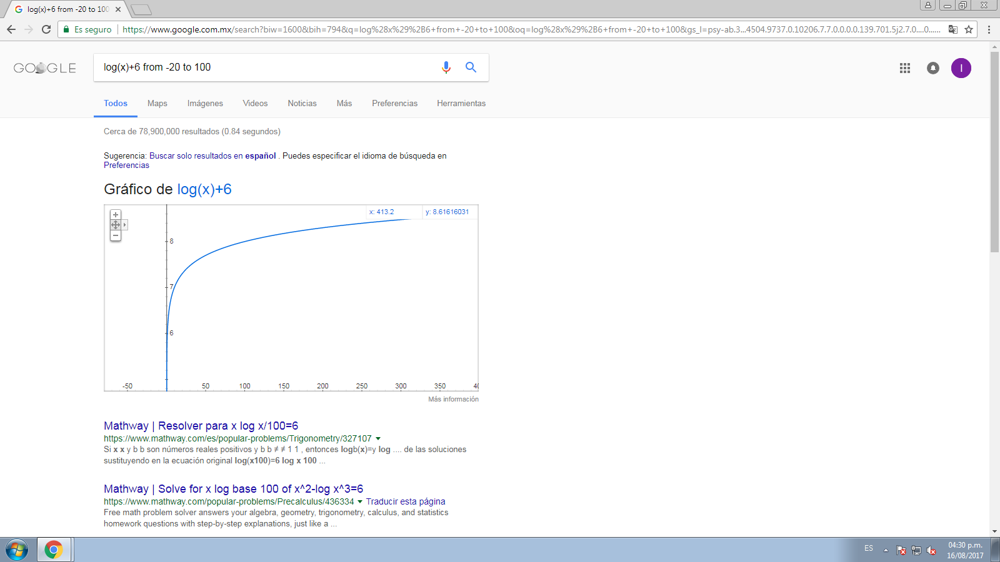 log(x)+6 from -20 to 100
Es seguro
https://www.google.com.mx/search?biw=1600&bih=794&q=log%28x%29%2B6+from+-20+to+100&oq=log%28x%29%2B6+from+-20+to+100&gs_l=psy-ab.3...4504.9737.0.10206.7.7.0.0.0.0.139.701.5j2.7.0....0......
GOOGLE
log(x)+6 from -20 to 100
I
Todos Maps Imágenes Videos Noticias Más Preferencias Herramientas
Cerca de 78,900,000 resultados (0.84 segundos)
Sugerencia: Buscar solo resultados en español . Puedes especificar el idioma de búsqueda en
Preferencias
Gráfico de log(x)+6
x: 413.2 y: 8.61616031
8
7
6
-50 50 100 150 200 250 300 350
Más información
Mathway | Resolver para x log x/100=6
https://www.mathway.com/es/popular-problems/Trigonometry/327107
Si x x y b b son números reales positivos y b b ≠ ≠ 1 1 , entonces logb(x)=y log .... de las soluciones
sustituyendo en la ecuación original log(x100)=6 log x 100 ...
Mathway | Solve for x log base 100 of x^2-log x^3=6
https://www.mathway.com/popular-problems/Precalculus/436334 Traducir esta página
Free math problem solver answers your algebra, geometry, trigonometry, calculus, and statistics
homework questions with step-by-step explanations, just like a ...
ES
04:30 p.m.
16/08/2017